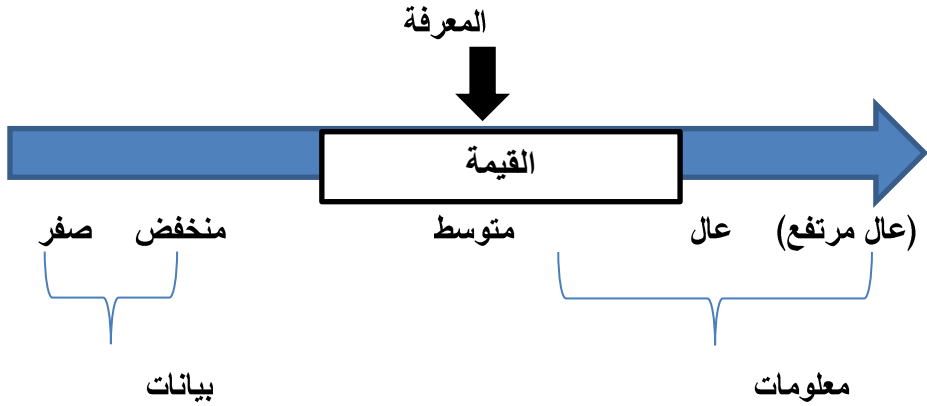 المعرفة
القيمة
صفر منخفض متوسط عال (عال مرتفع)
بيانات معلومات